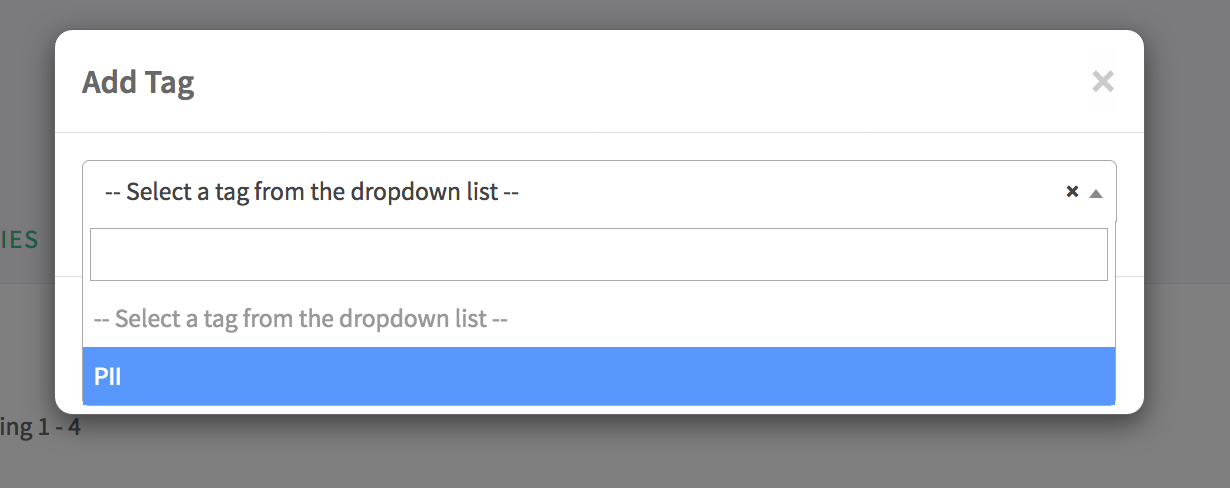 Add Tag
×
-- Select a tag from the dropdown list --
×
IES
-- Select a tag from the dropdown list --
PII
ing 1 - 4